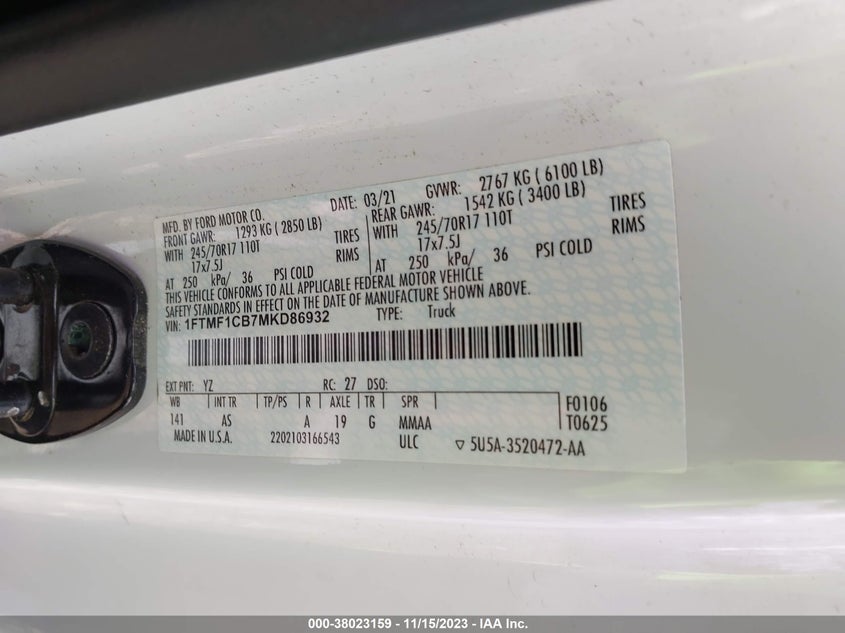 MFD. BY FORD MOTOR CO. DATE: 03/21 GVWR: 2767 KG ( 6100 LB)
FRONT GAWR: 1293 KG ( 2850 LB) REAR GAWR: 1542 KG ( 3400 LB)
WITH 245/70R17 110T TIRES WITH 245/70R17 110T TIRES
17x7.5J RIMS 17x7.5J RIMS
AT 250 kPa/ 36 PSI COLD AT 250 kPa/ 36 PSI COLD
THIS VEHICLE CONFORMS TO ALL APPLICABLE FEDERAL MOTOR VEHICLE
SAFETY STANDARDS IN EFFECT ON THE DATE OF MANUFACTURE SHOWN ABOVE.
VIN: 1FTMF1CB7MKD86932 TYPE: Truck
EXT PNT: YZ RC: 27 DSO:
WB INT TR TP/PS R AXLE TR SPR F0106
141 AS A 19 G MMAA T0625
MADE IN U.S.A. 2202103166543 ULC 5U5A-3520472-AA
000-38023159 - 11/15/2023 - IAA Inc.